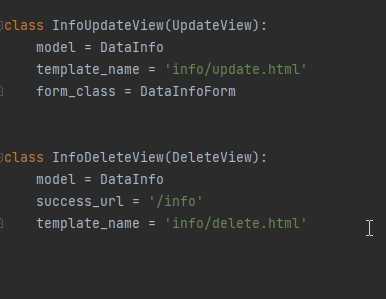 class InfoUpdateView(UpdateView):
    model = DataInfo
    template_name = 'info/update.html'
    form_class = DataInfoForm
class InfoDeleteView(DeleteView):
    model = DataInfo
    success_url = '/info'
    template_name = 'info/delete.html'